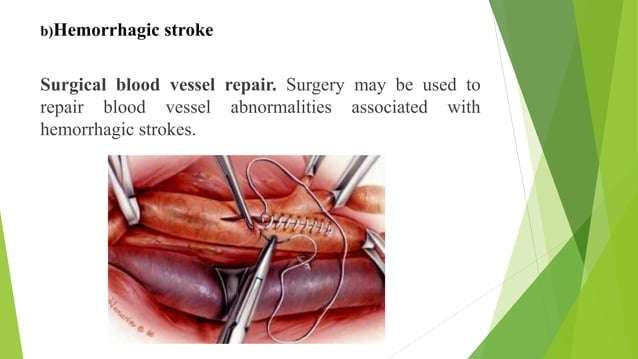 b)Hemorrhagic stroke
Surgical blood vessel repair. Surgery may be used to
repair blood vessel abnormalities associated with
hemorrhagic strokes.